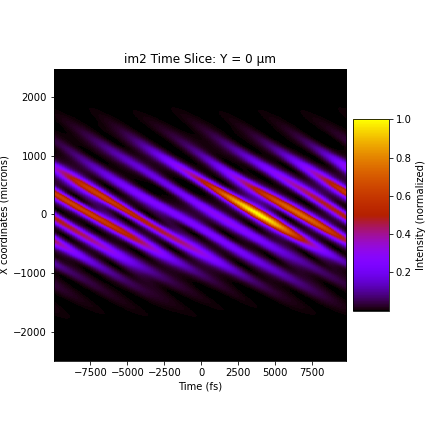 im2 Time Slice: Y = 0 μm
X coordinates (microns)
2000
1000
0
−1000
−2000
−7500 −5000 −2500 0 2500 5000 7500
Time (fs)
1.0
0.8
0.6
0.4
0.2
Intensity (normalized)